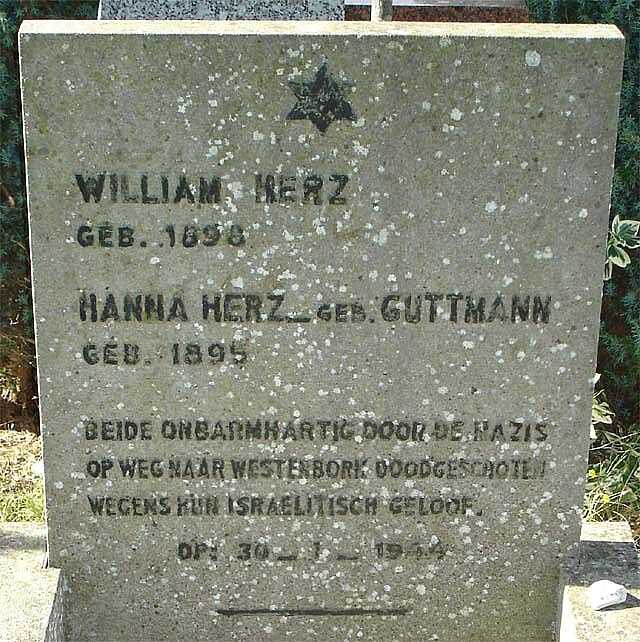 WILLIAM HERZ
GEB. 1898
HANNA HERZ - GEB. GUTTMANN
GEB. 1895
BEIDE ONBARMHARTIG DOOR DE NAZIS
OP WEG NAAR WESTENBORK DOODGESCHOTEN
WEGENS HUN ISRAELITISCH GELOOF.
OP: 30 - 1 - 1944